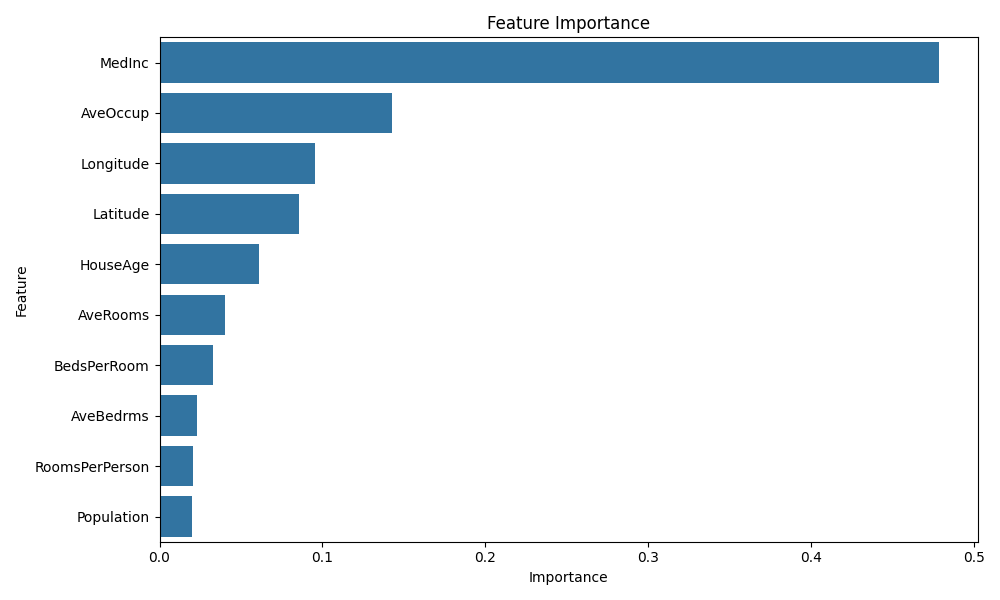 Feature Importance
MedInc
AveOccup
Longitude
Latitude
HouseAge
AveRooms
BedsPerRoom
AveBedrms
RoomsPerPerson
Population
Feature
0.0 0.1 0.2 0.3 0.4 0.5
Importance